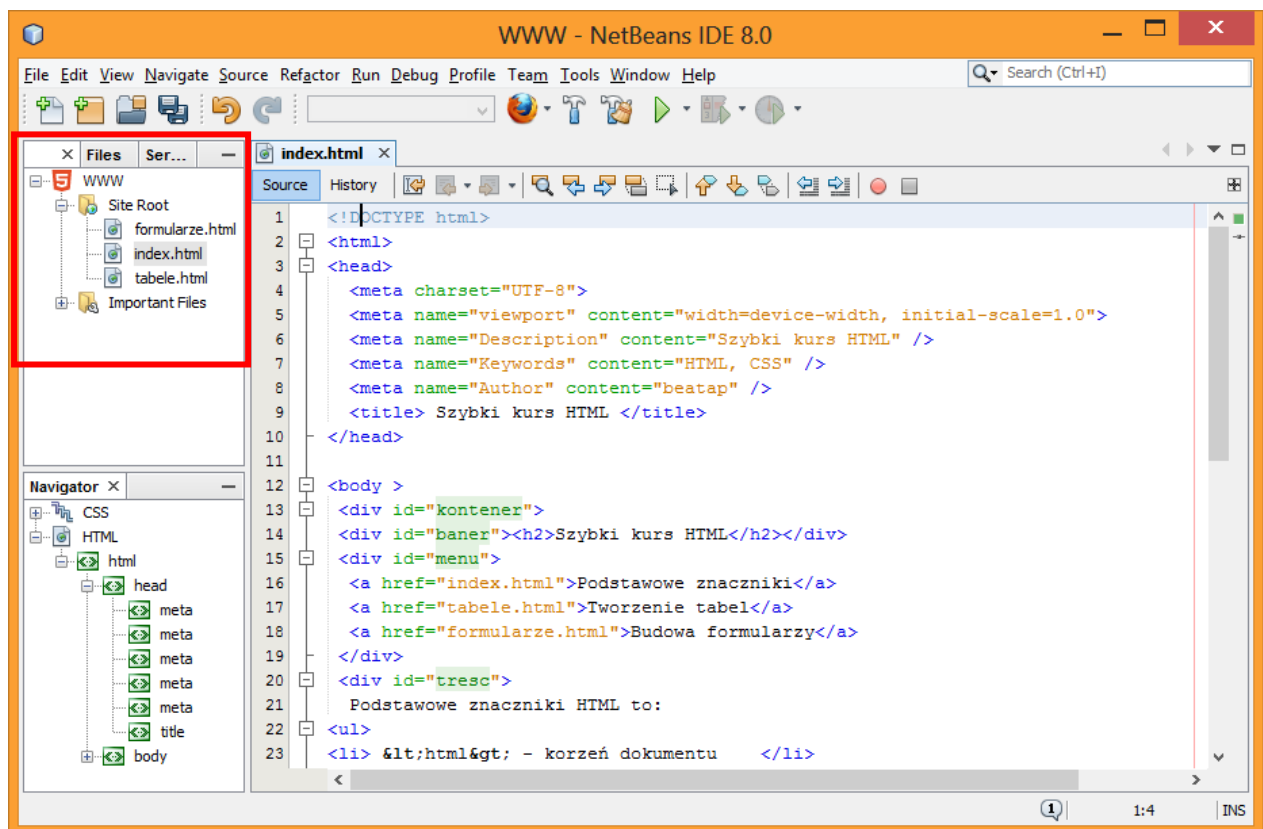 WWW - NetBeans IDE 8.0
File Edit View Navigate Source Refactor Run Debug Profile Team Tools Window Help
Search (Ctrl+I)
Files Ser...
WWW
Site Root
formularze.html
index.html
tabele.html
Important Files
Navigator
CSS
HTML
html
head
meta
meta
meta
meta
meta
title
body
index.html
Source History
1 <!DOCTYPE html>
2 <html>
3 <head>
4 <meta charset="UTF-8">
5 <meta name="viewport" content="width=device-width, initial-scale=1.0">
6 <meta name="Description" content="Szybki kurs HTML" />
7 <meta name="Keywords" content="HTML, CSS" />
8 <meta name="Author" content="beatap" />
9 <title> Szybki kurs HTML </title>
10 </head>
11
12 <body >
13 <div id="kontener">
14 <div id="baner"><h2>Szybki kurs HTML</h2></div>
15 <div id="menu">
16 <a href="index.html">Podstawowe znaczniki</a>
17 <a href="tabele.html">Tworzenie tabel</a>
18 <a href="formularze.html">Budowa formularzy</a>
19 </div>
20 <div id="tresc">
21 Podstawowe znaczniki HTML to:
22 <ul>
23 <li> &lt;html&gt; - korzeń dokumentu </li>
1 1:4 INS